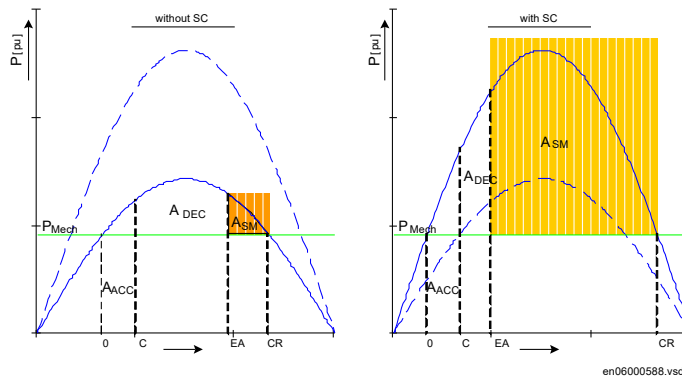 without SC
P [pu]
A DEC
A SM
P Mech
A ACC
0 C EA CR
with SC
P [pu]
A SM
A DEC
P Mech
A ACC
0 C EA CR
en06000588.vsd